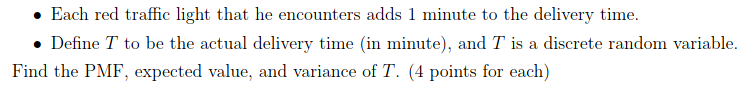 • Each red traffic light that he encounters adds 1 minute to the delivery time.
• Define T to be the actual delivery time (in minute), and T is a discrete random variable.
Find the PMF, expected value, and variance of T. (4 points for each)